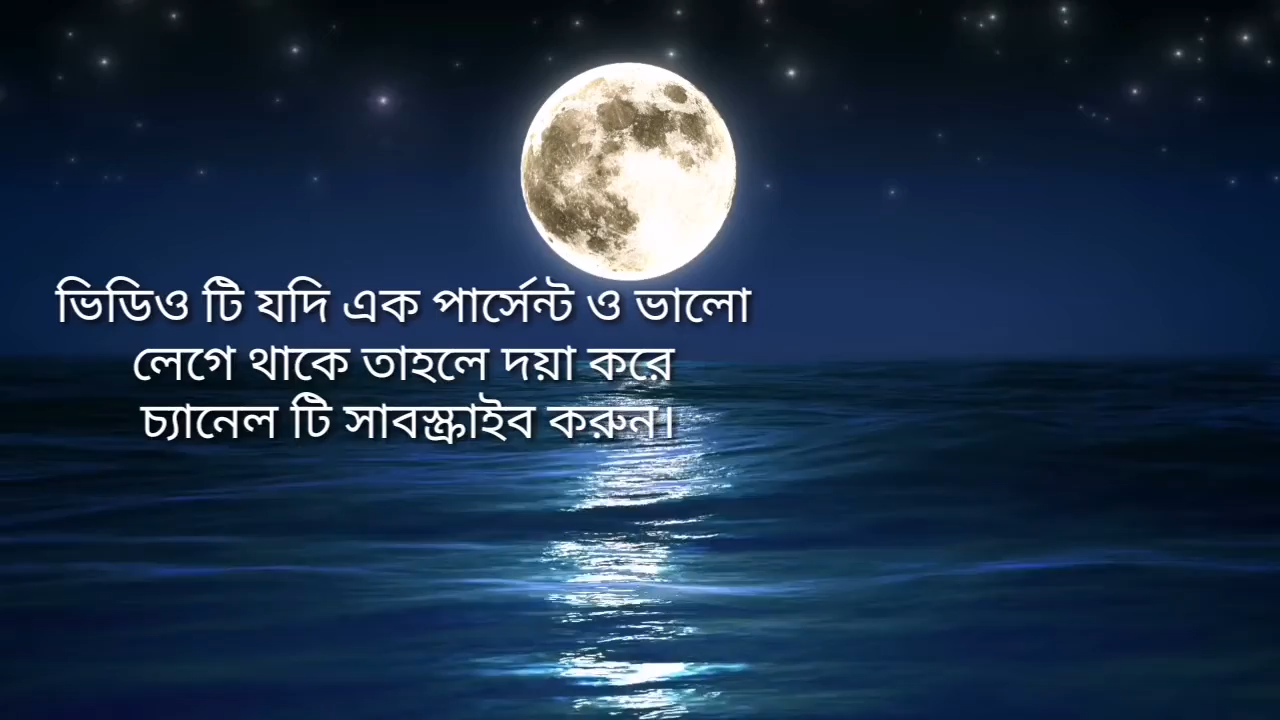 ভিডিও টি যদি এক পার্সেন্ট ও ভালো
লেগে থাকে তাহলে দয়া করে
চ্যানেল টি সাবস্ক্রাইব করুন।